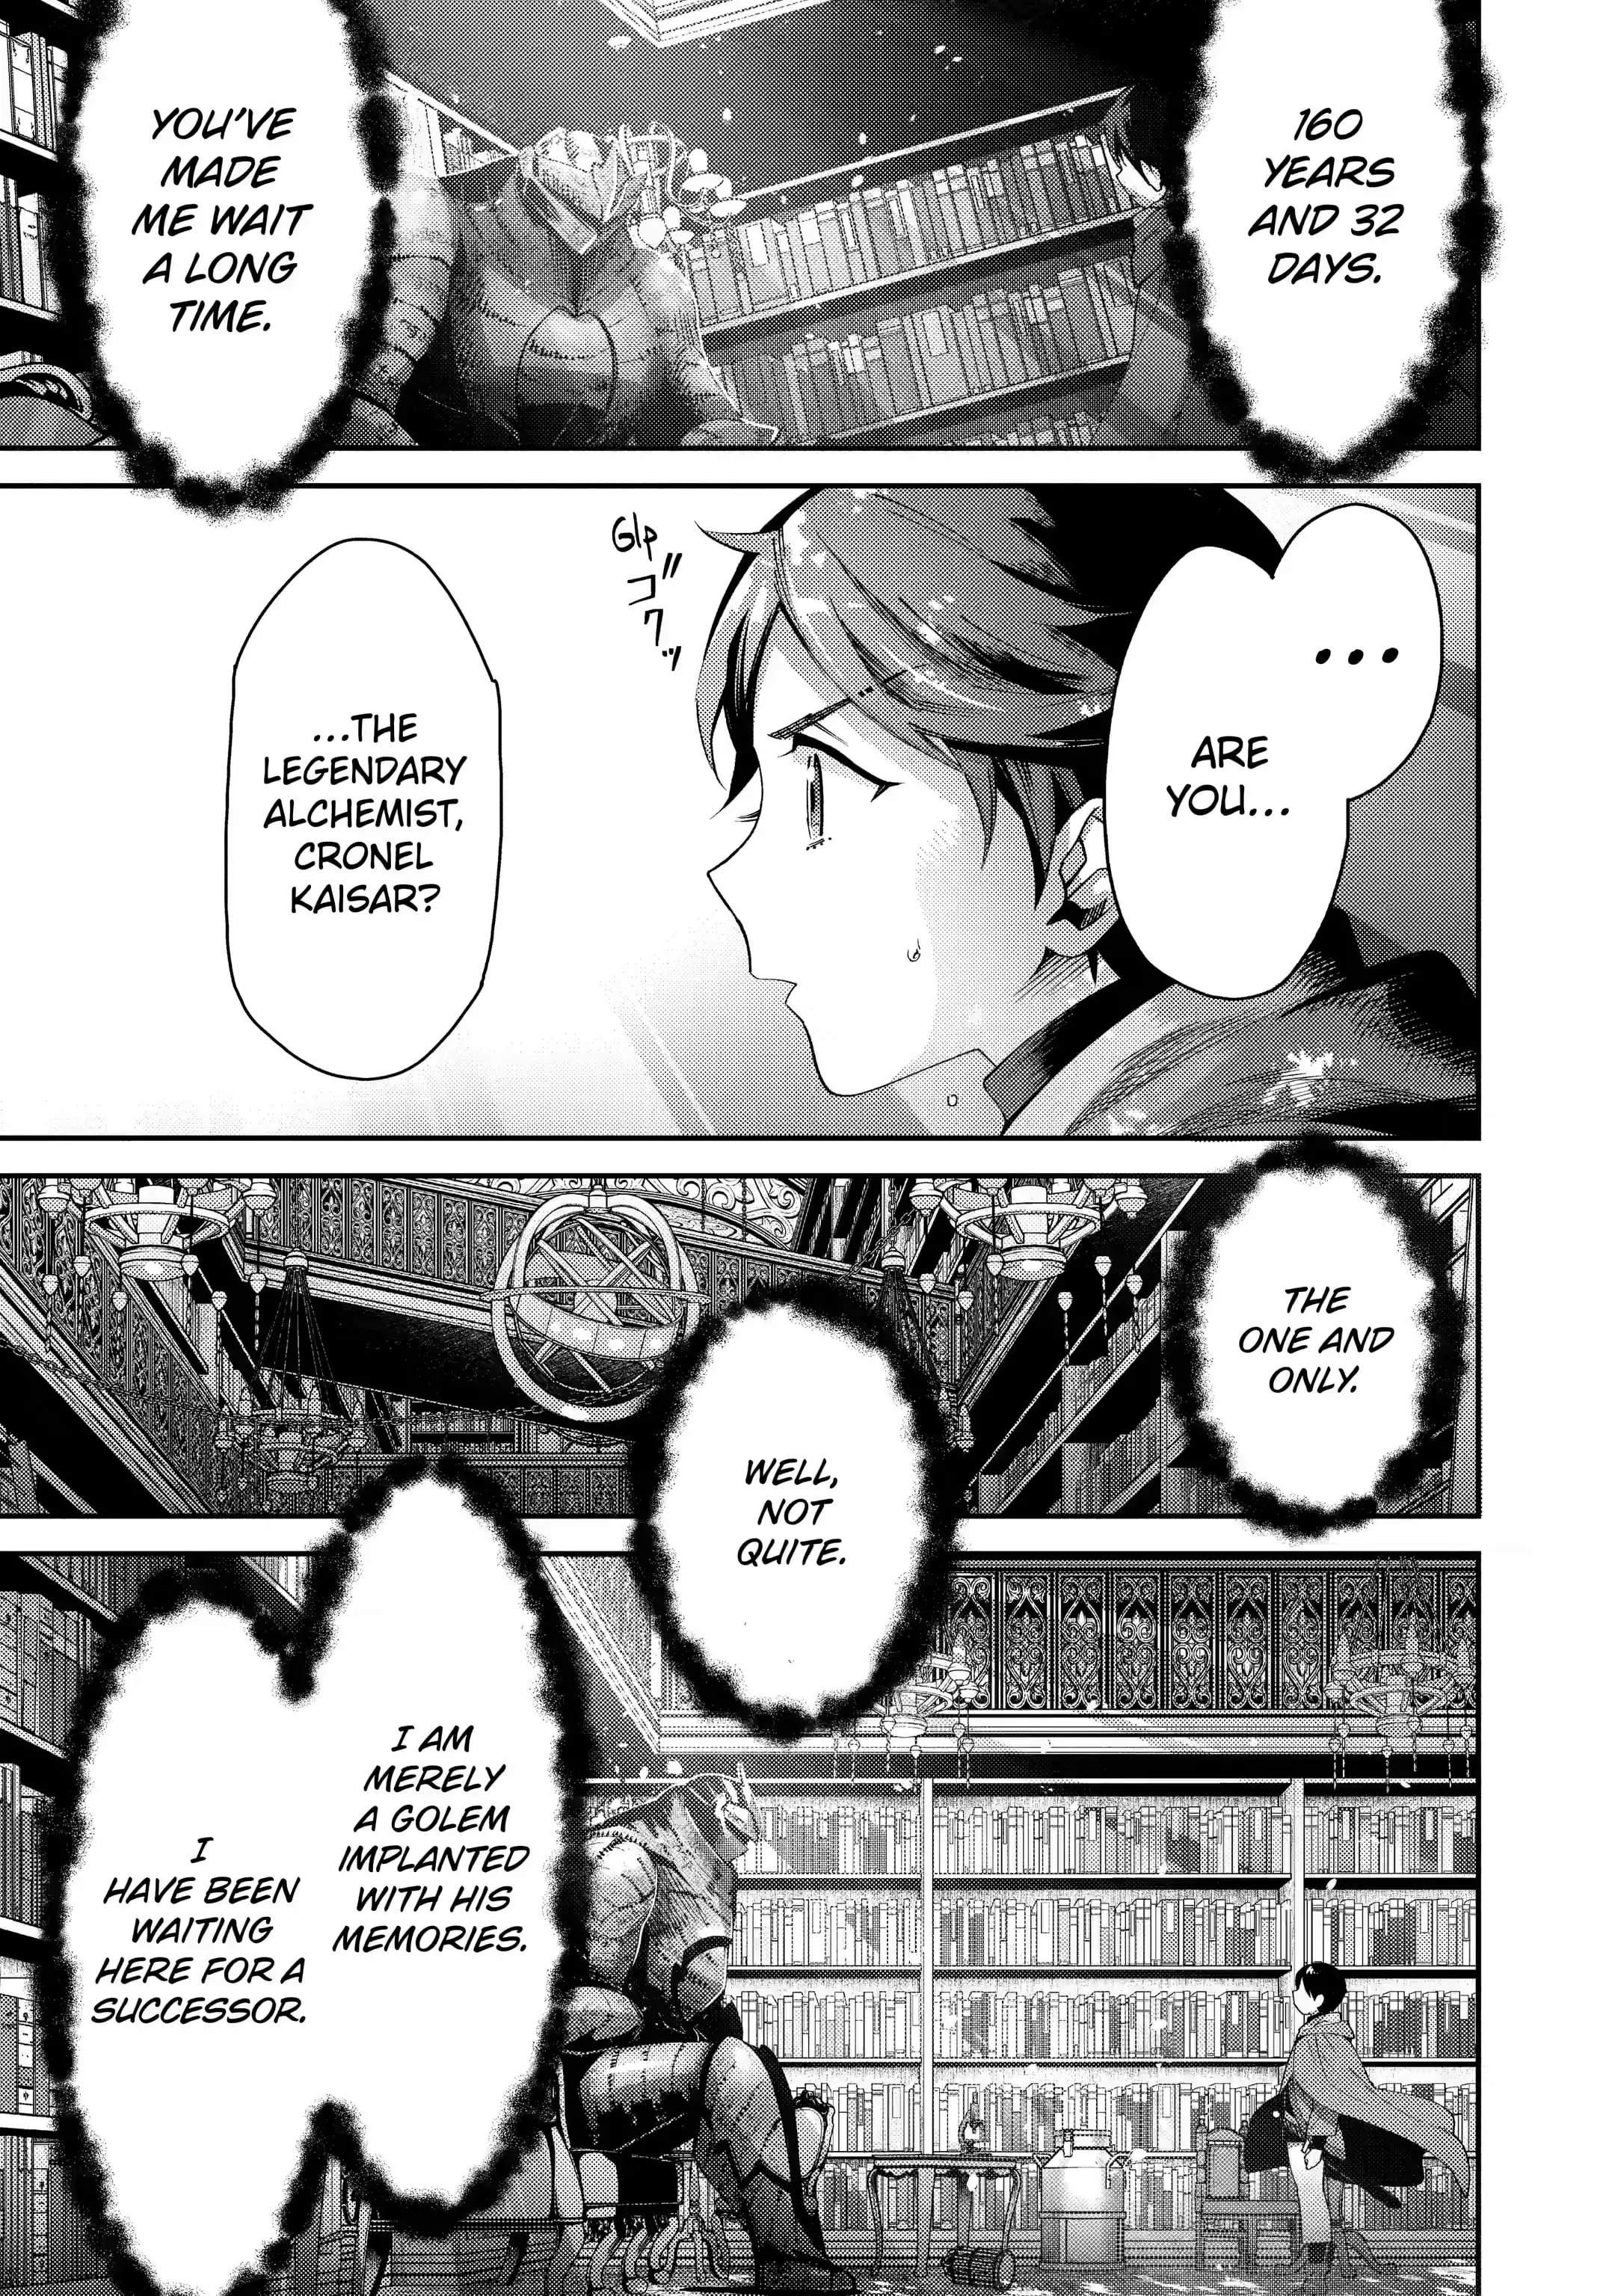 160
YEARS
AND 32
DAYS.
YOU'VE
MADE
ME WAIT
A LONG
TIME.
...
ARE
YOU...
Glp
ゴクッ
...THE
LEGENDARY
ALCHEMIST,
CRONEL
KAISAR?
THE
ONE AND
ONLY.
WELL,
NOT
QUITE.
I AM
MERELY
A GOLEM
IMPLANTED
WITH HIS
MEMORIES.
I
HAVE BEEN
WAITING
HERE FOR A
SUCCESSOR.